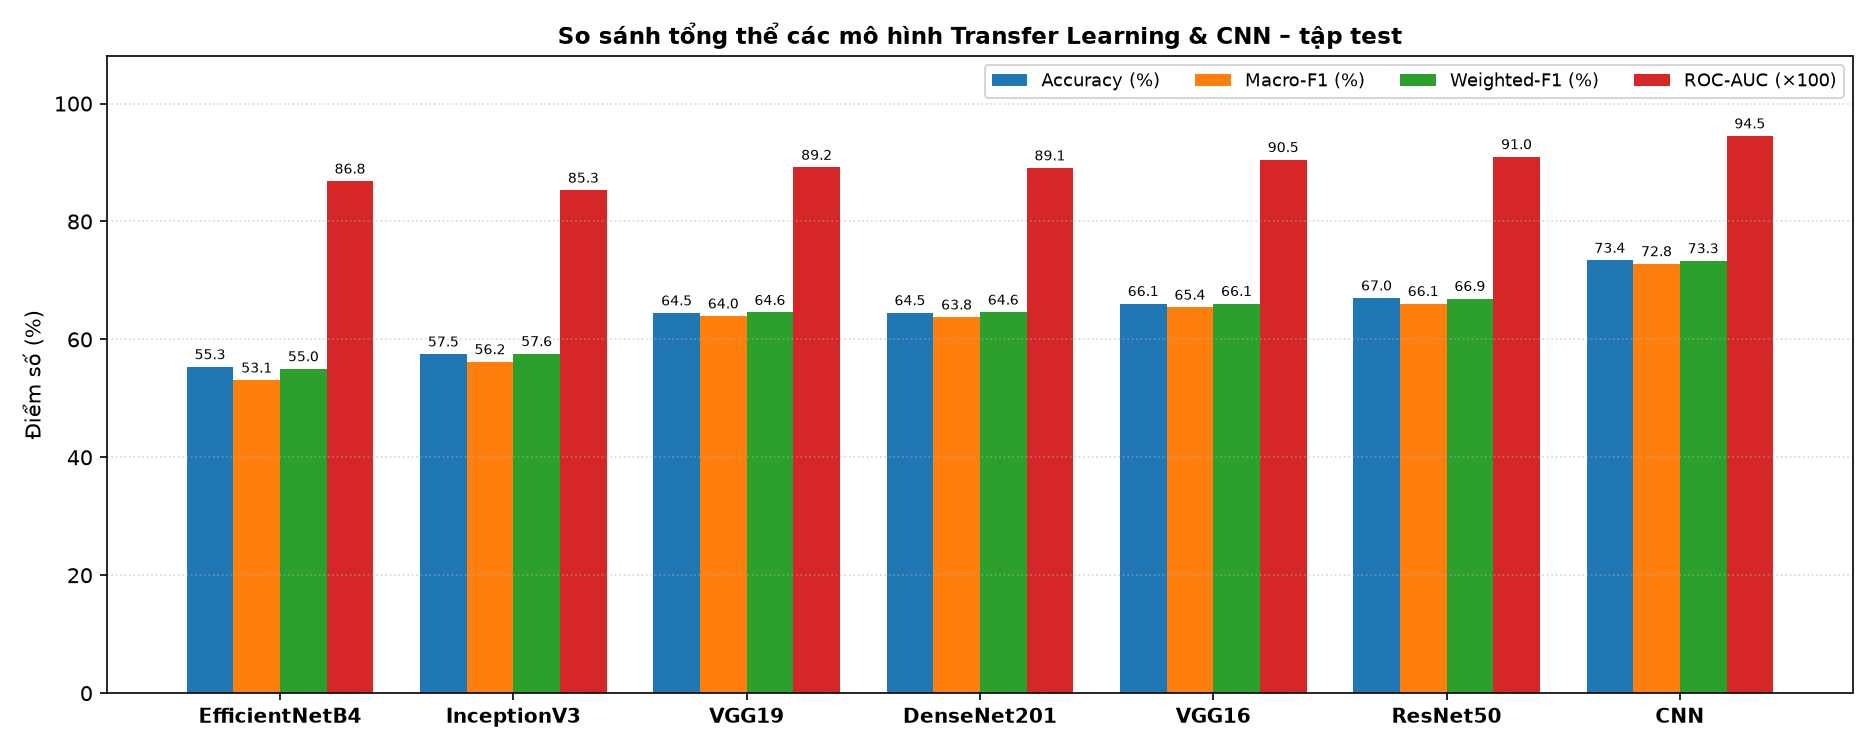 So sánh tổng thể các mô hình Transfer Learning & CNN – tập test
Accuracy (%) Macro-F1 (%) Weighted-F1 (%) ROC-AUC (×100)
Điểm số (%)
100
80
60
40
20
0
55.3 53.1 55.0 86.8
57.5 56.2 57.6 85.3
64.5 64.0 64.6 89.2
64.5 63.8 64.6 89.1
66.1 65.4 66.1 90.5
67.0 66.1 66.9 91.0
73.4 72.8 73.3 94.5
EfficientNetB4 InceptionV3 VGG19 DenseNet201 VGG16 ResNet50 CNN